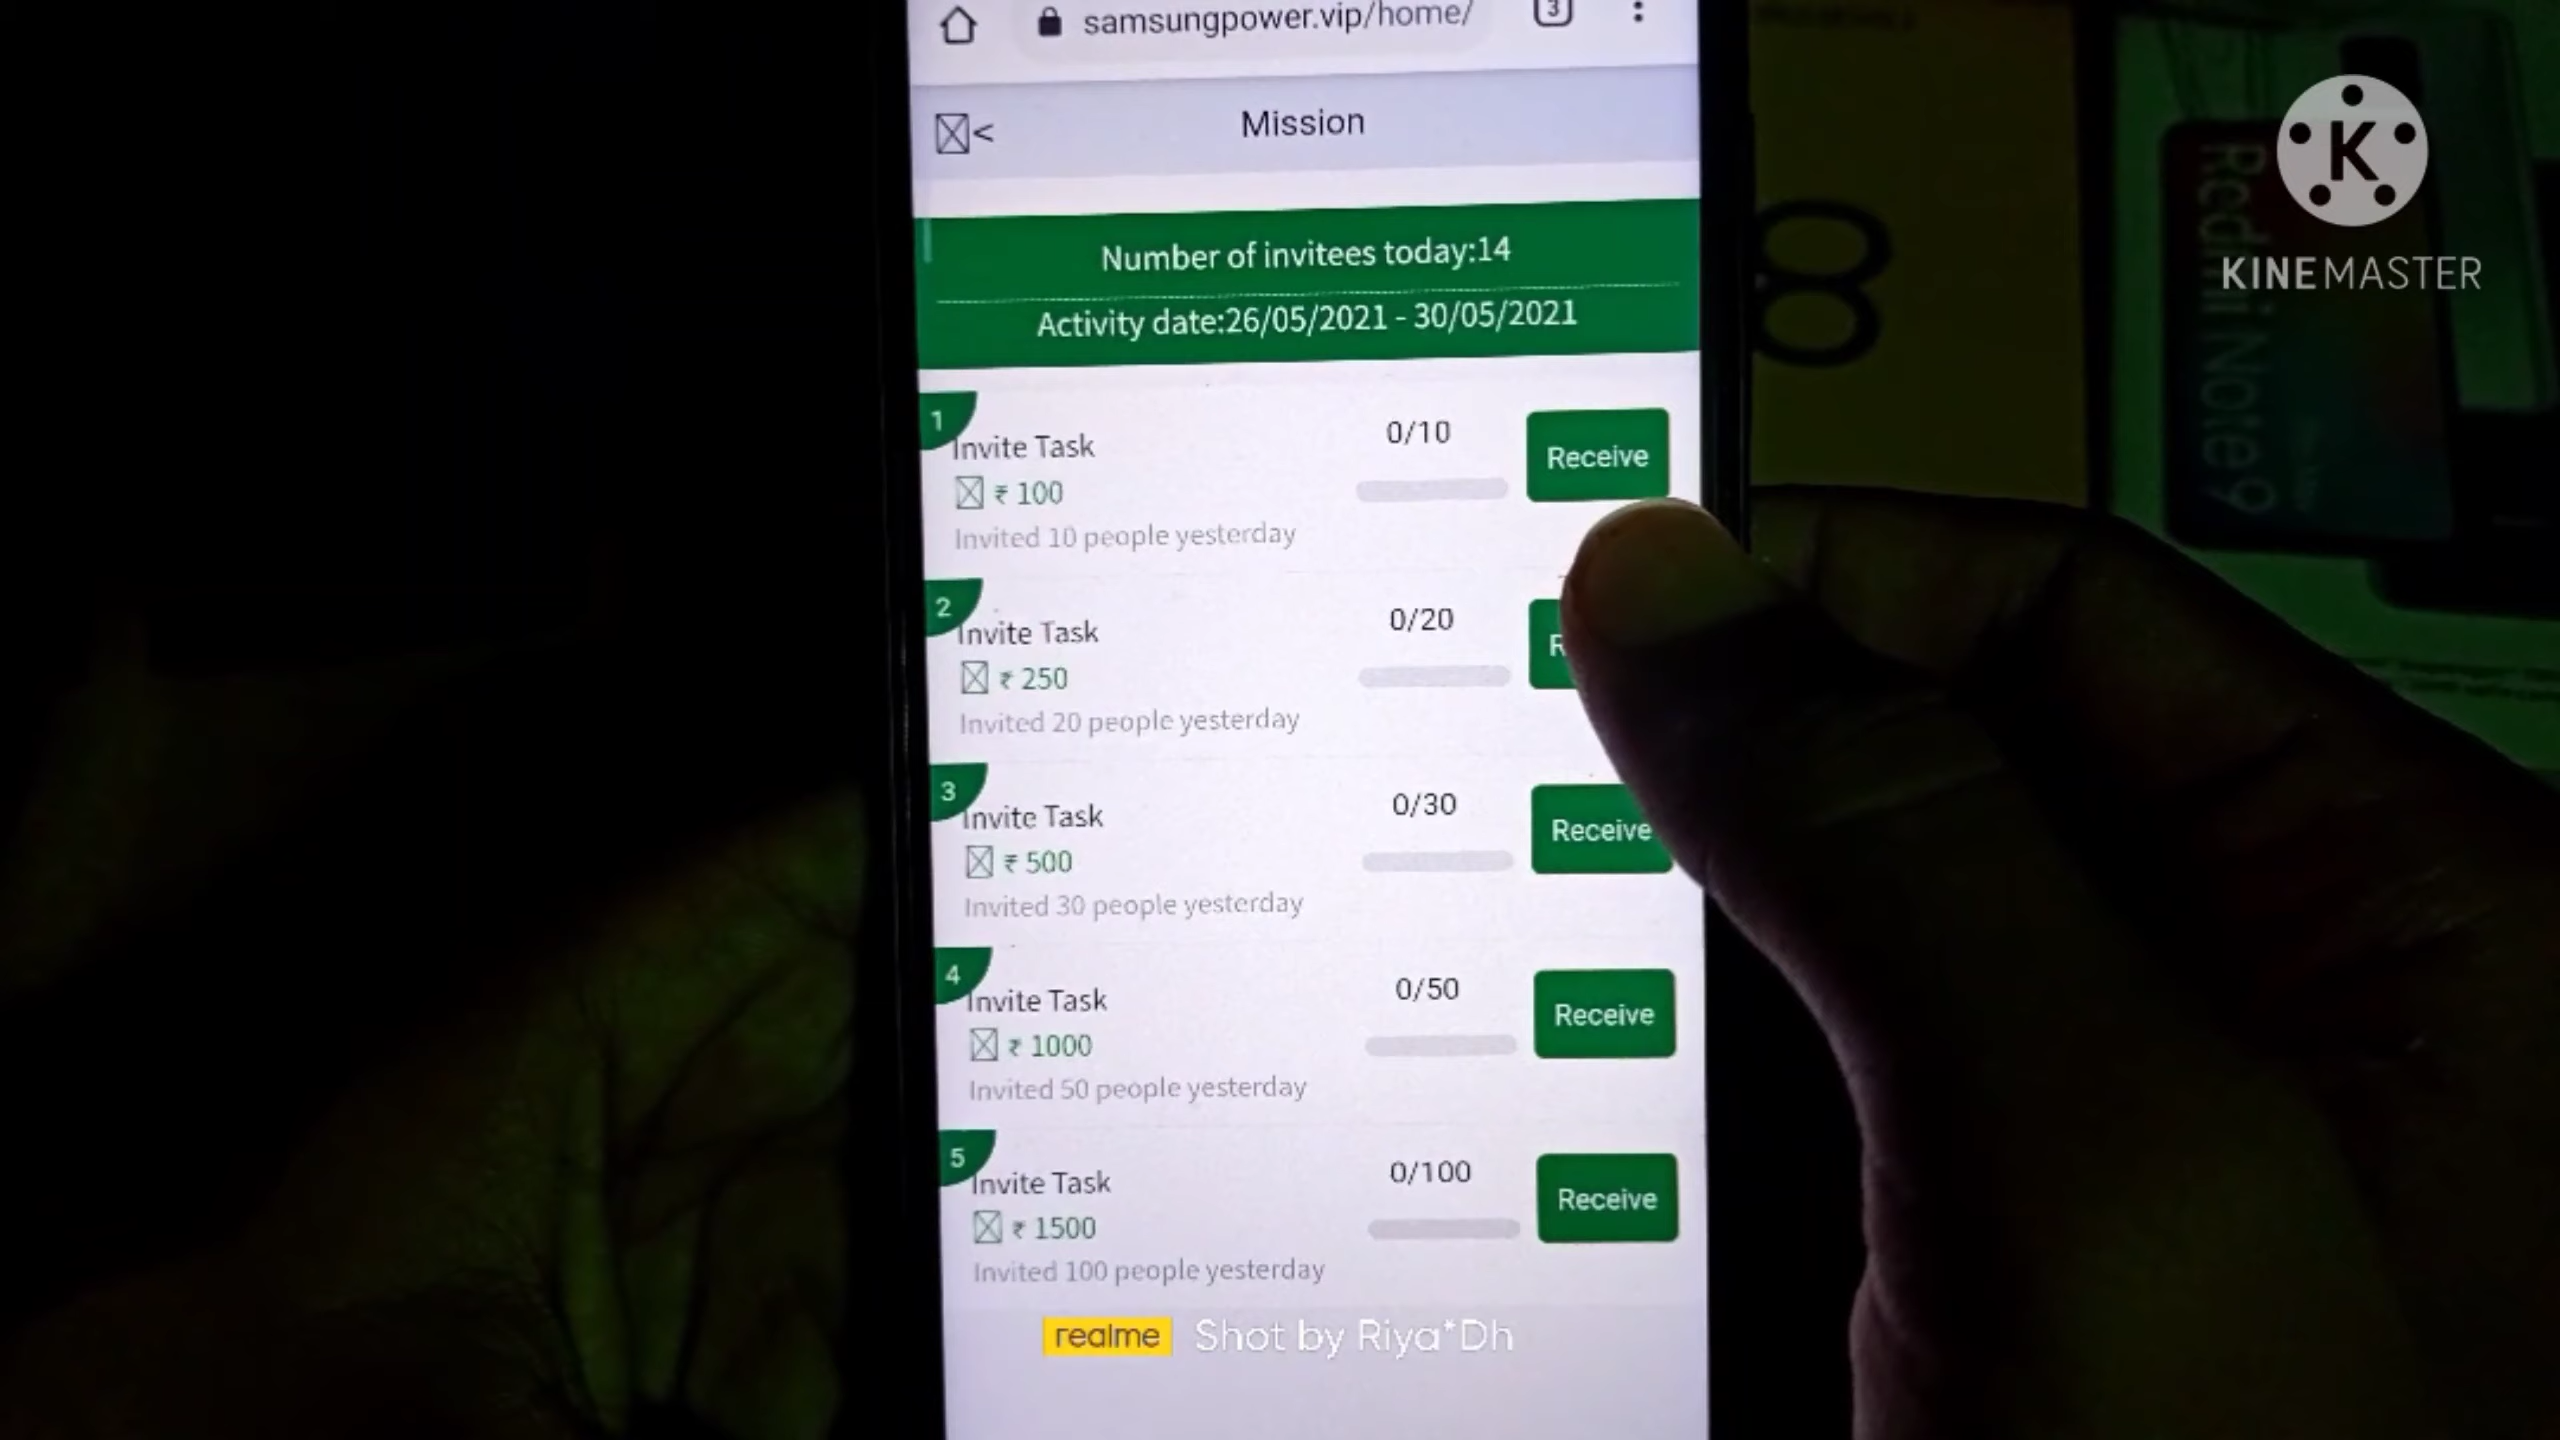 samsungpower.vip/home/
3
<
Mission
Number of invitees today:14
Activity date:26/05/2021 - 30/05/2021
1
Invite Task
0/10
Receive
₹ 100
Invited 10 people yesterday
2
Invite Task
0/20
₹ 250
Invited 20 people yesterday
3
Invite Task
0/30
Receive
₹ 500
Invited 30 people yesterday
4
Invite Task
0/50
Receive
₹ 1000
Invited 50 people yesterday
5
Invite Task
0/100
Receive
₹ 1500
Invited 100 people yesterday
realme Shot by Riya*Dh
8
Redmi Note 9
K
KINEMASTER